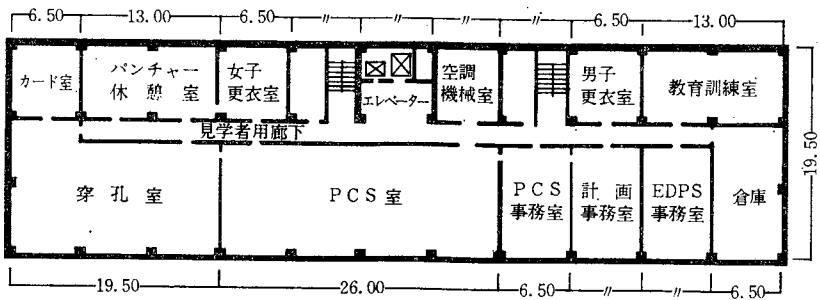 6.50 13.00 6.50 〃 〃 〃 〃 6.50 13.00
カード室
パンチャー
休憩室
女子
更衣室
エレベーター
空調
機械室
男子
更衣室
教育訓練室
見学者用廊下
19.50
穿孔室
PCS室
PCS
事務室
計画
事務室
EDPS
事務室
倉庫
19.50 26.00 6.50 〃 〃 6.50